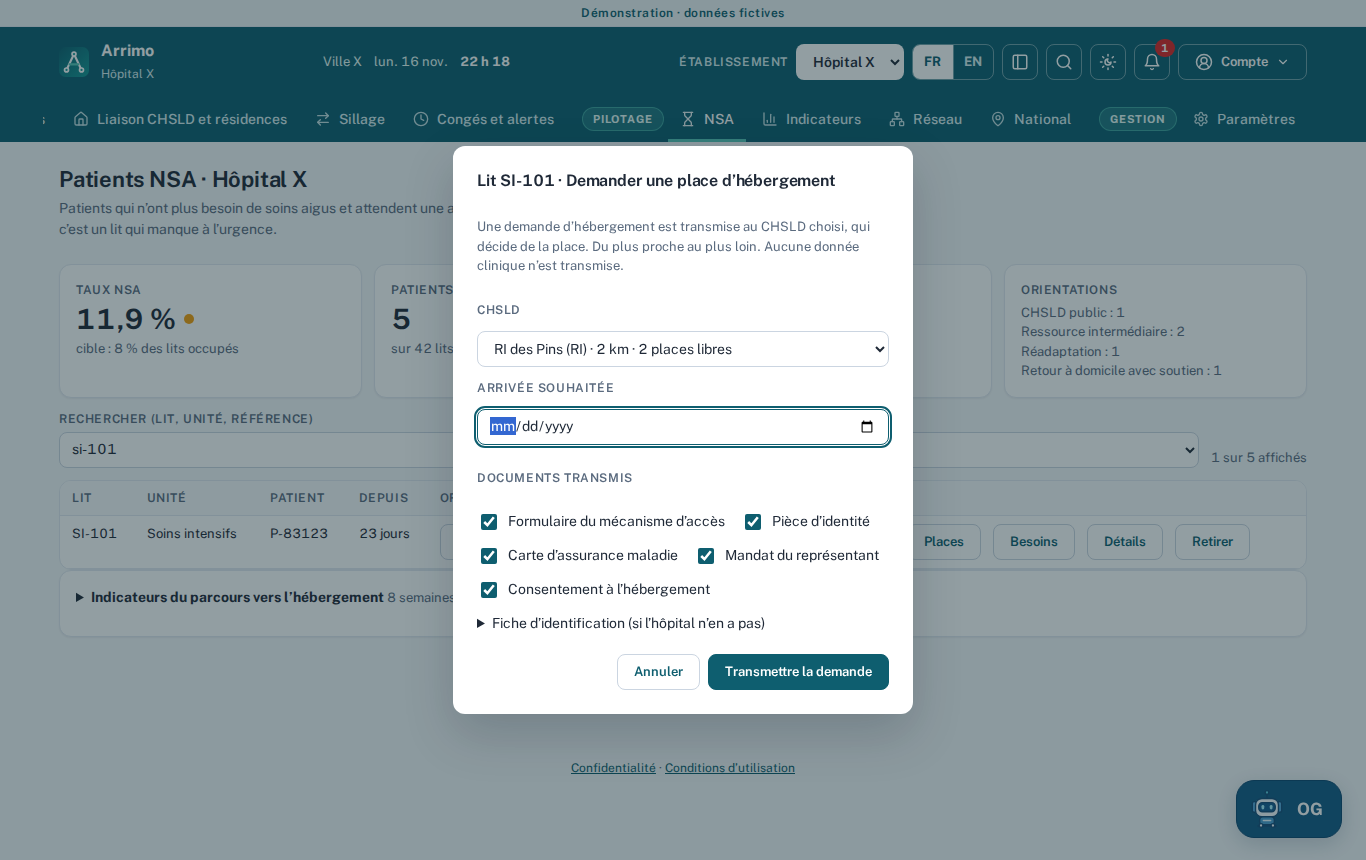 Démonstration · données fictives
Arrimo
Hôpital X
Ville X lun. 16 nov. 22 h 18
ÉTABLISSEMENT
Hôpital X
FR
EN
1
Compte
Liaison CHSLD et résidences
Sillage
Congés et alertes
PILOTAGE
NSA
Indicateurs
Réseau
National
GESTION
Paramètres
Patients NSA · Hôpital X
Patients qui n’ont plus besoin de soins aigus et attendent une
c’est un lit qui manque à l’urgence.
TAUX NSA
11,9 %
cible : 8 % des lits occupés
PATIENTS
5
sur 42 lits
ORIENTATIONS
CHSLD public : 1
Ressource intermédiaire : 2
Réadaptation : 1
Retour à domicile avec soutien : 1
RECHERCHER (LIT, UNITÉ, RÉFÉRENCE)
si-101
1 sur 5 affichés
LIT UNITÉ PATIENT DEPUIS
SI-101 Soins intensifs P-83123 23 jours
Places
Besoins
Détails
Retirer
Indicateurs du parcours vers l’hébergement 8 semaines
Lit SI-101 · Demander une place d’hébergement
Une demande d’hébergement est transmise au CHSLD choisi, qui
décide de la place. Du plus proche au plus loin. Aucune donnée
clinique n’est transmise.
CHSLD
RI des Pins (RI) · 2 km · 2 places libres
ARRIVÉE SOUHAITÉE
mm/dd/yyyy
DOCUMENTS TRANSMIS
Formulaire du mécanisme d’accès
Pièce d’identité
Carte d’assurance maladie
Mandat du représentant
Consentement à l’hébergement
Fiche d’identification (si l’hôpital n’en a pas)
Annuler
Transmettre la demande
Confidentialité · Conditions d’utilisation
OG